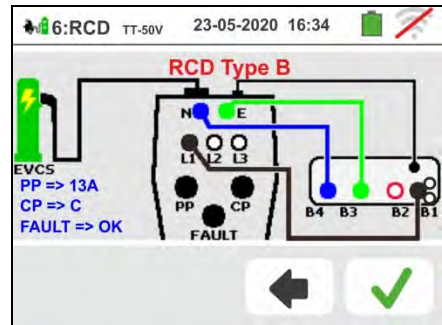 6:RCD TT-50V 23-05-2020 16:34
RCD Type B
N E
L1 L2 L3
EVCS
PP => 13A
CP => C
FAULT => OK
PP CP
FAULT
B4 B3 B2 B1